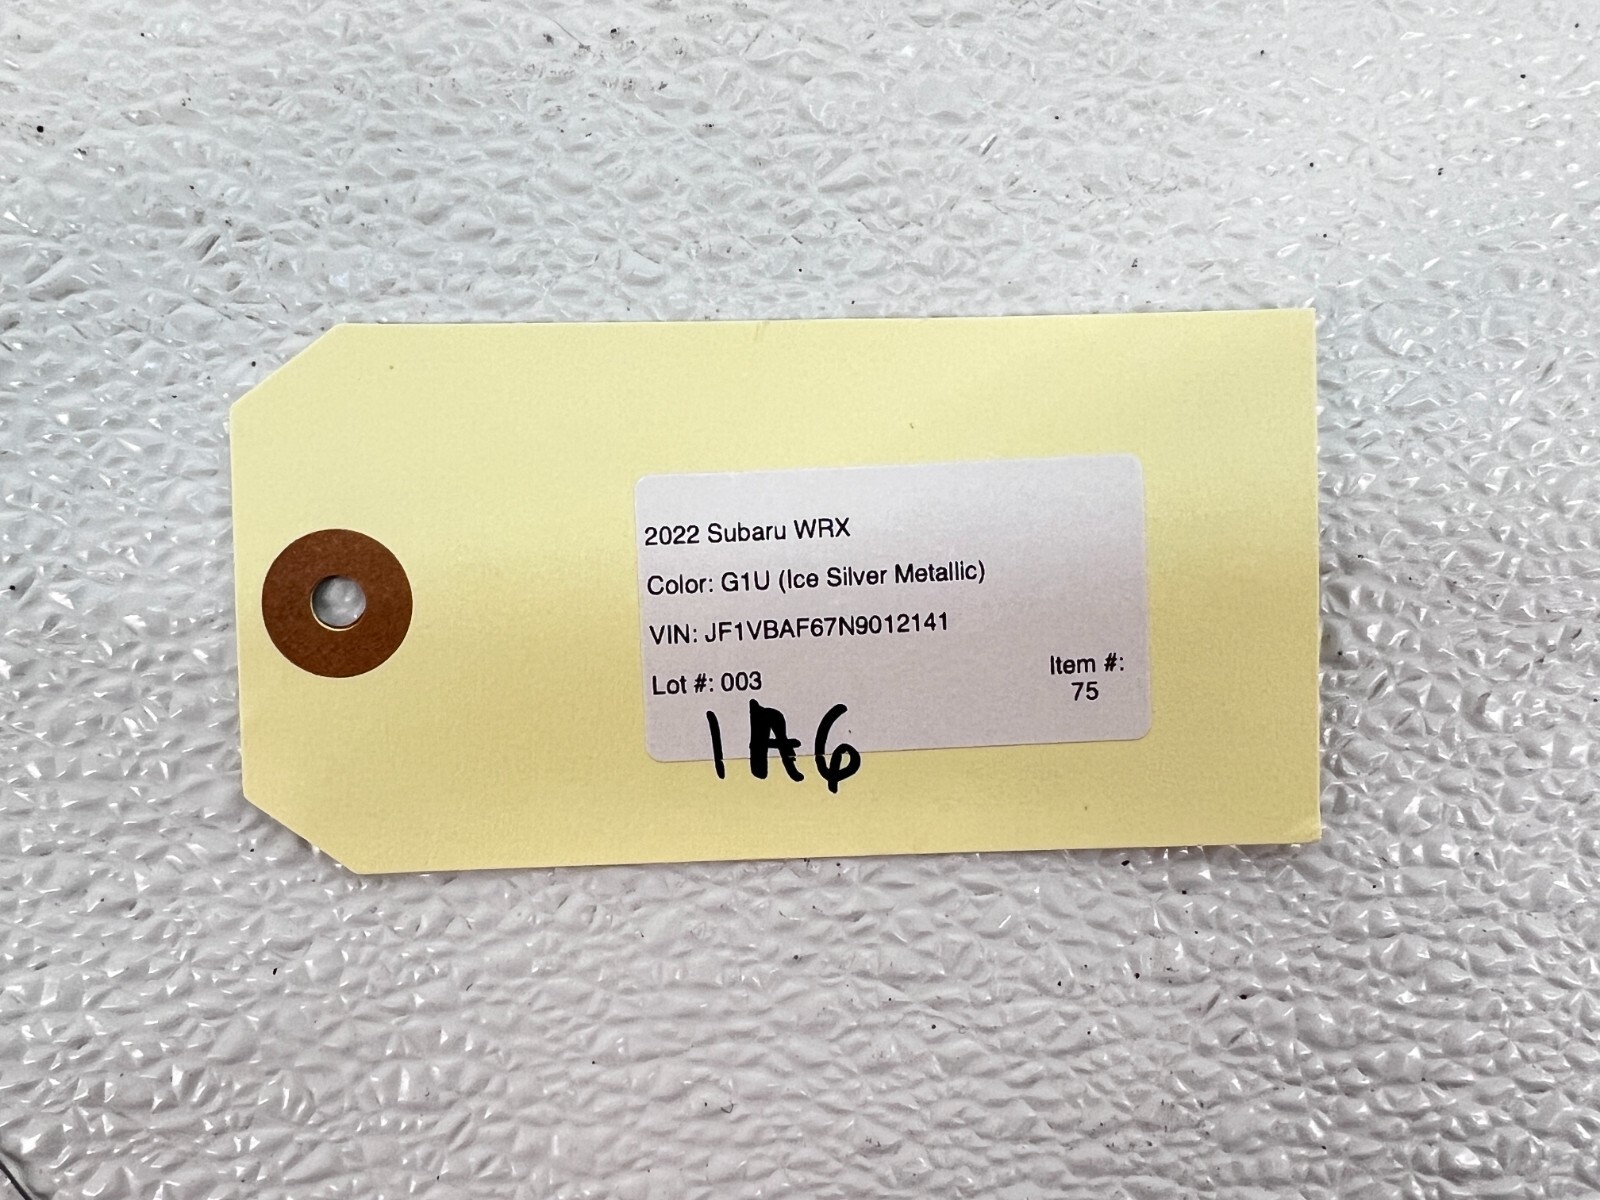 2022 Subaru WRX
Color: G1U (Ice Silver Metallic)
VIN: JF1VBAF67N9012141
Lot #: 003
Item #:
75
1A6